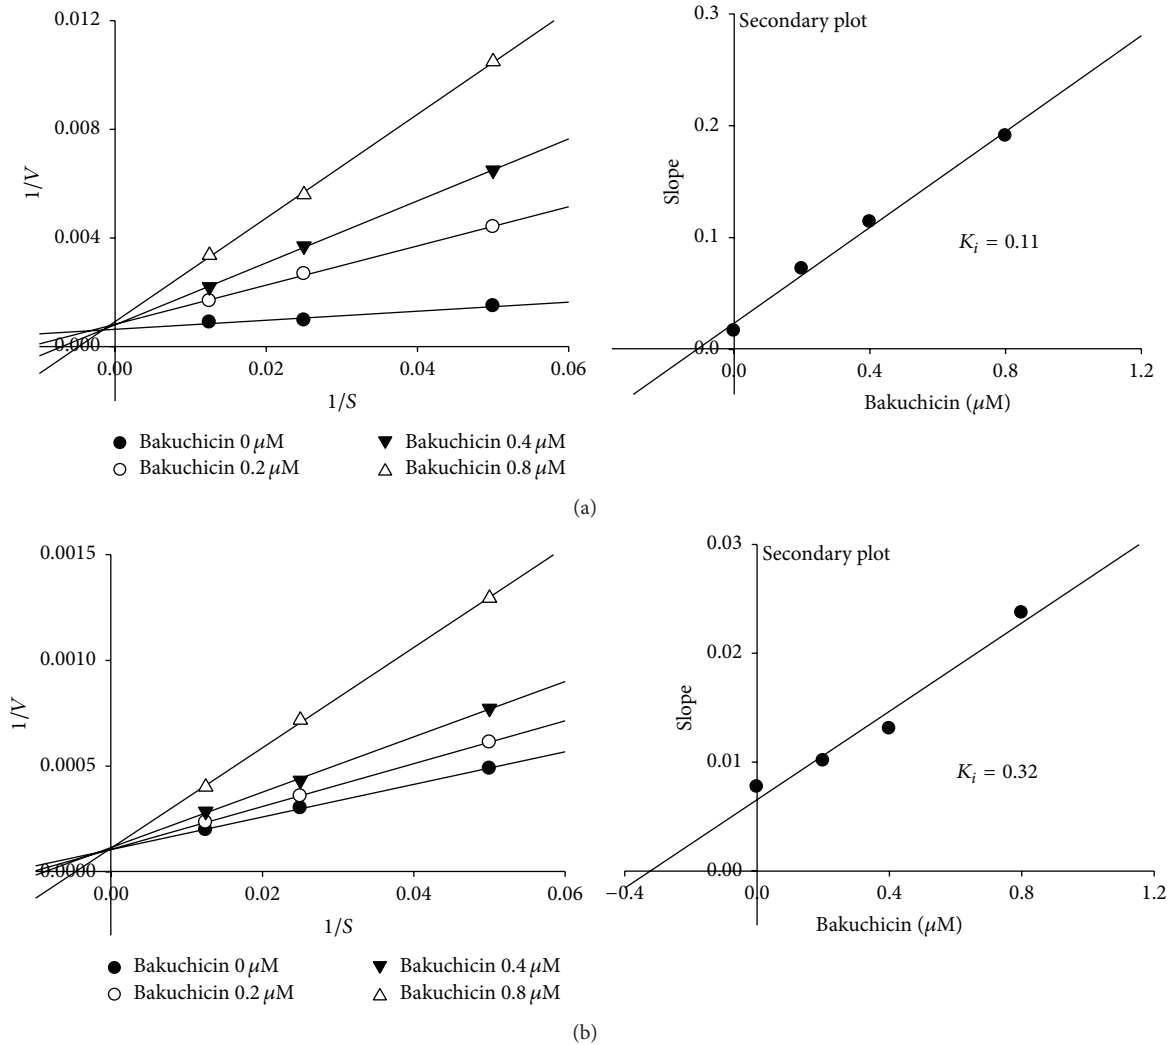 0.012
0.008
0.004
0.000
1/V
0.00
0.02
0.04
0.06
1/S
Bakuchicin 0 μM
Bakuchicin 0.2 μM
Bakuchicin 0.4 μM
Bakuchicin 0.8 μM
Secondary plot
0.3
0.2
0.1
0.0
Slope
K_i = 0.11
0.0
0.4
0.8
1.2
Bakuchicin (μM)
(a)
0.0015
0.0010
0.0005
0.0000
1/V
0.00
0.02
0.04
0.06
1/S
Bakuchicin 0 μM
Bakuchicin 0.2 μM
Bakuchicin 0.4 μM
Bakuchicin 0.8 μM
Secondary plot
0.03
0.02
0.01
0.00
Slope
K_i = 0.32
−0.4
0.0
0.4
0.8
1.2
Bakuchicin (μM)
(b)